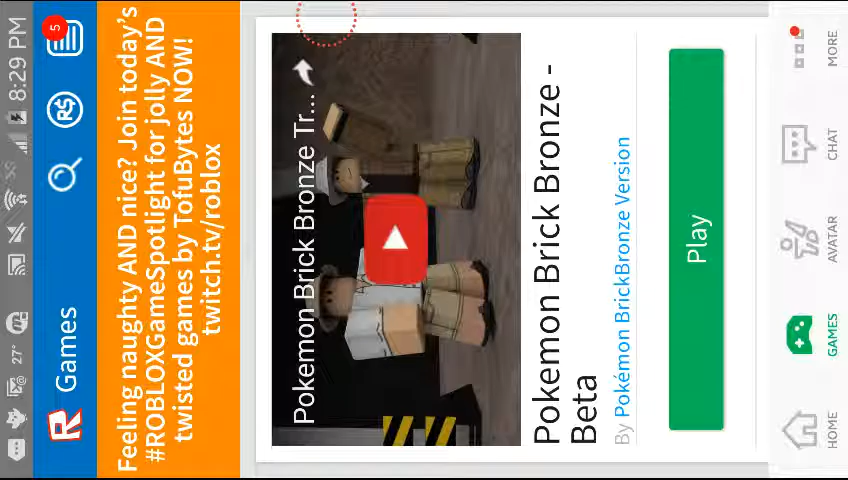 27° 8:29 PM
Games
R$
5
Feeling naughty AND nice? Join today's
#ROBLOXGameSpotlight for jolly AND
twisted games by TofuBytes NOW!
twitch.tv/roblox
Pokemon Brick Bronze Tr...
Pokemon Brick Bronze -
Beta
By Pokémon BrickBronze Version
Play
HOME
GAMES
AVATAR
CHAT
MORE